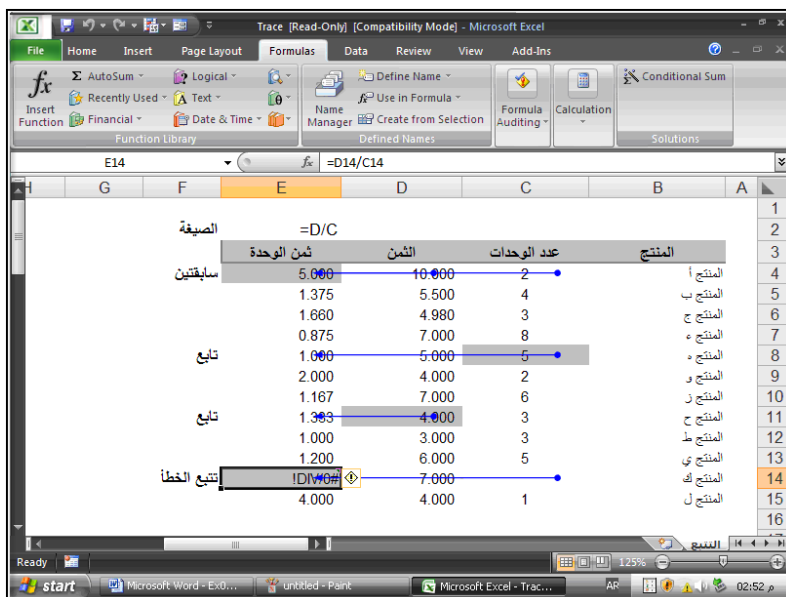 Trace [Read-Only] [Compatibility Mode] - Microsoft Excel
File Home Insert Page Layout Formulas Data Review View Add-Ins
Insert Function
Σ AutoSum
Recently Used
Financial
Logical
Text
Date & Time
Function Library
Name Manager
Define Name
Use in Formula
Create from Selection
Defined Names
Formula Auditing
Calculation
Conditional Sum
Solutions
E14 fx =D14/C14
H G F E D C B A
1
الصيغة =D/C 2
المنتج عدد الوحدات الثمن ثمن الوحدة 3
المنتج أ 2 10.000 5.000 سابقتين 4
المنتج ب 4 5.500 1.375 5
المنتج ج 3 4.980 1.660 6
المنتج ء 8 7.000 0.875 7
المنتج ه 5 5.000 1.000 تابع 8
المنتج و 2 4.000 2.000 9
المنتج ز 6 7.000 1.167 10
المنتج ح 3 4.000 1.333 تابع 11
المنتج ط 3 3.000 1.000 12
المنتج ي 5 6.000 1.200 13
المنتج ك 7.000 !DIV/0# تتبع الخطأ 14
المنتج ل 1 4.000 4.000 15
16
التتبع
Ready 125%
start Microsoft Word - Ex0... untitled - Paint Microsoft Excel - Trac... AR 02:52 م